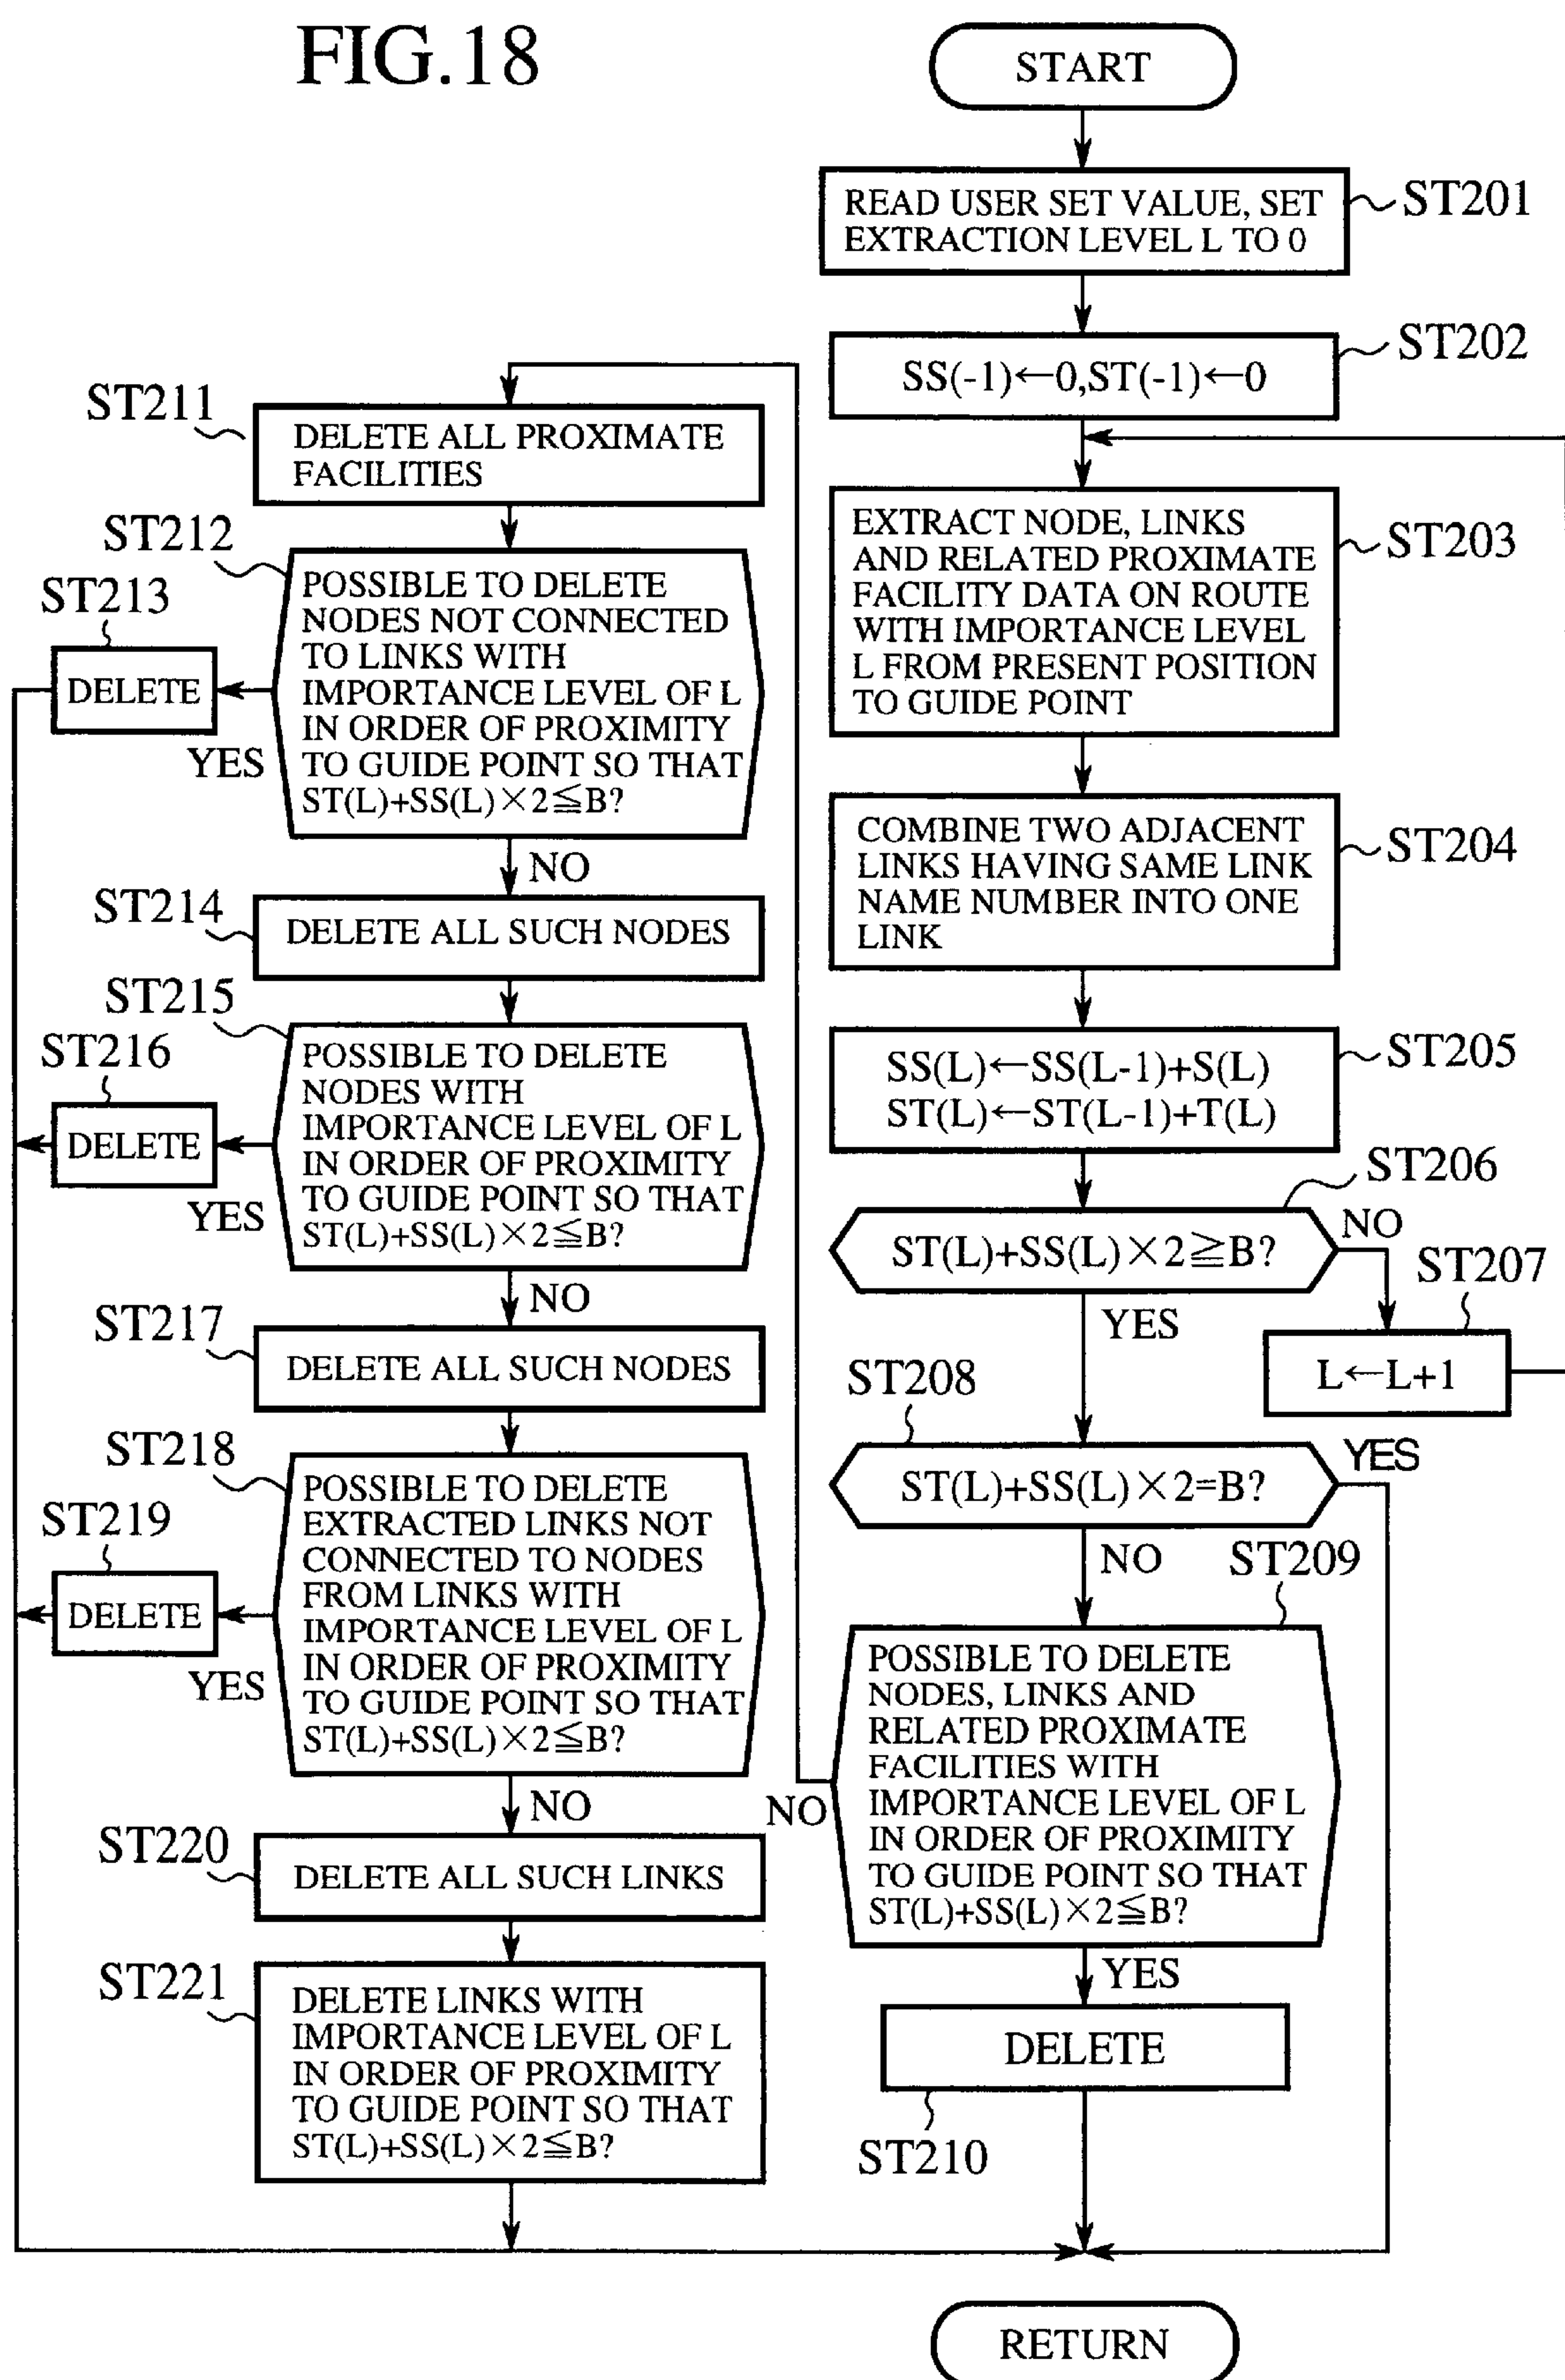 FIG.18
START
READ USER SET VALUE, SET
EXTRACTION LEVEL L TO 0
ST201
SS(-1)←0,ST(-1)←0
ST202
EXTRACT NODE, LINKS
AND RELATED PROXIMATE
FACILITY DATA ON ROUTE
WITH IMPORTANCE LEVEL
L FROM PRESENT POSITION
TO GUIDE POINT
ST203
COMBINE TWO ADJACENT
LINKS HAVING SAME LINK
NAME NUMBER INTO ONE
LINK
ST204
SS(L)←SS(L-1)+S(L)
ST(L)←ST(L-1)+T(L)
ST205
ST206
ST(L)+SS(L)×2≧B?
NO
YES
ST207
L←L+1
ST208
ST(L)+SS(L)×2=B?
YES
NO
ST209
POSSIBLE TO DELETE
NODES, LINKS AND
RELATED PROXIMATE
FACILITIES WITH
IMPORTANCE LEVEL OF L
IN ORDER OF PROXIMITY
TO GUIDE POINT SO THAT
ST(L)+SS(L)×2≦B?
NO
YES
DELETE
ST210
ST211
DELETE ALL PROXIMATE
FACILITIES
ST212
POSSIBLE TO DELETE
NODES NOT CONNECTED
TO LINKS WITH
IMPORTANCE LEVEL OF L
IN ORDER OF PROXIMITY
TO GUIDE POINT SO THAT
ST(L)+SS(L)×2≦B?
ST213
DELETE
YES
NO
ST214
DELETE ALL SUCH NODES
ST215
POSSIBLE TO DELETE
NODES WITH
IMPORTANCE LEVEL OF L
IN ORDER OF PROXIMITY
TO GUIDE POINT SO THAT
ST(L)+SS(L)×2≦B?
ST216
DELETE
YES
NO
ST217
DELETE ALL SUCH NODES
ST218
POSSIBLE TO DELETE
EXTRACTED LINKS NOT
CONNECTED TO NODES
FROM LINKS WITH
IMPORTANCE LEVEL OF L
IN ORDER OF PROXIMITY
TO GUIDE POINT SO THAT
ST(L)+SS(L)×2≦B?
ST219
DELETE
YES
NO
ST220
DELETE ALL SUCH LINKS
ST221
DELETE LINKS WITH
IMPORTANCE LEVEL OF L
IN ORDER OF PROXIMITY
TO GUIDE POINT SO THAT
ST(L)+SS(L)×2≦B?
RETURN